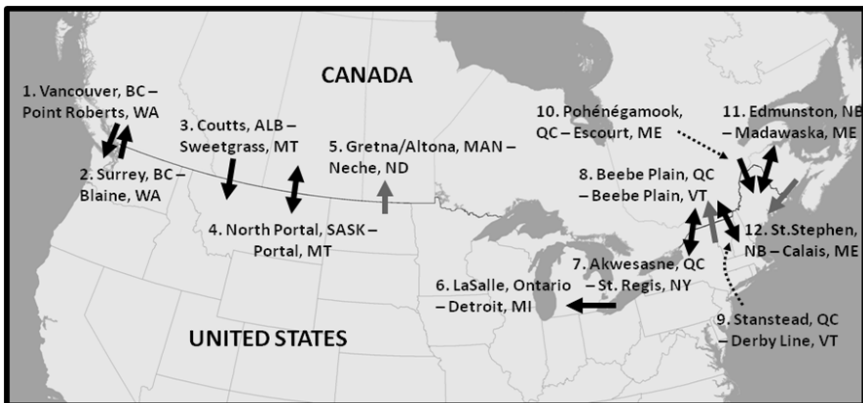 CANADA
1. Vancouver, BC –
Point Roberts, WA
2. Surrey, BC–
Blaine, WA
3. Coutts, ALB –
Sweetgrass, MT
4. North Portal, SASK –
Portal, MT
5. Gretna/Altona, MAN –
Neche, ND
6. LaSalle, Ontario
– Detroit, MI
7. Akwesasne, QC
– St. Regis, NY
8. Beebe Plain, QC
– Beebe Plain, VT
9. Stanstead, QC
– Derby Line, VT
10. Pohénégamook,
QC – Escourt, ME
11. Edmunston, NB
– Madawaska, ME
12. St.Stephen,
NB – Calais, ME
UNITED STATES